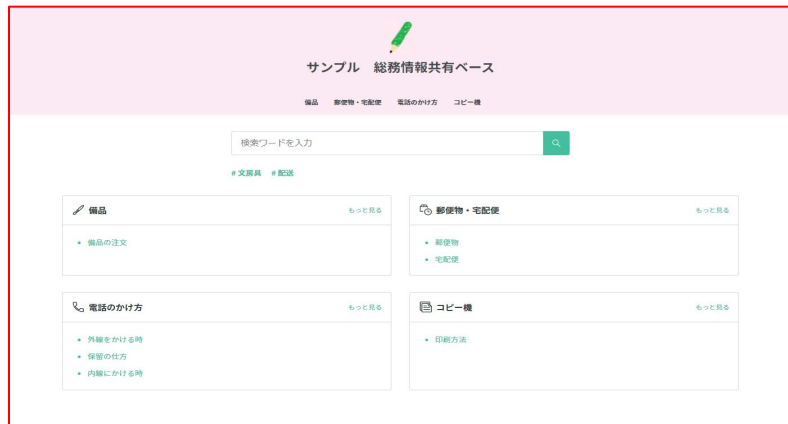 サンプル　総務情報共有ベース
備品　郵便物・宅配便　電話のかけ方　コピー機
検索ワードを入力
#文房具　#配送
備品　もっと見る
備品の注文
郵便物・宅配便　もっと見る
郵便物
宅配便
電話のかけ方　もっと見る
外線をかける時
保留の仕方
内線にかける時
コピー機　もっと見る
印刷方法